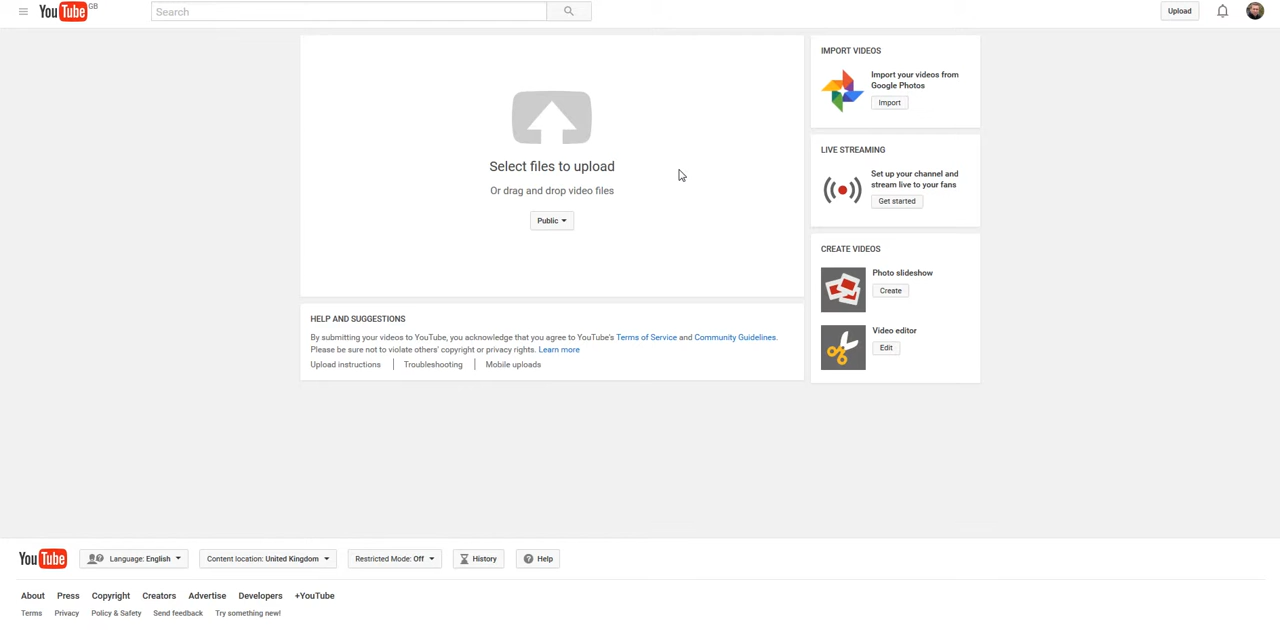 YouTube GB
Search
Upload
Select files to upload
Or drag and drop video files
Public
HELP AND SUGGESTIONS
By submitting your videos to YouTube, you acknowledge that you agree to YouTube's Terms of Service and Community Guidelines.
Please be sure not to violate others' copyright or privacy rights. Learn more
Upload instructions
Troubleshooting
Mobile uploads
IMPORT VIDEOS
Import your videos from
Google Photos
Import
LIVE STREAMING
Set up your channel and
stream live to your fans
Get started
CREATE VIDEOS
Photo slideshow
Create
Video editor
Edit
YouTube
Language: English
Content location: United Kingdom
Restricted Mode: Off
History
Help
About Press Copyright Creators Advertise Developers +YouTube
Terms Privacy Policy & Safety Send feedback Try something new!